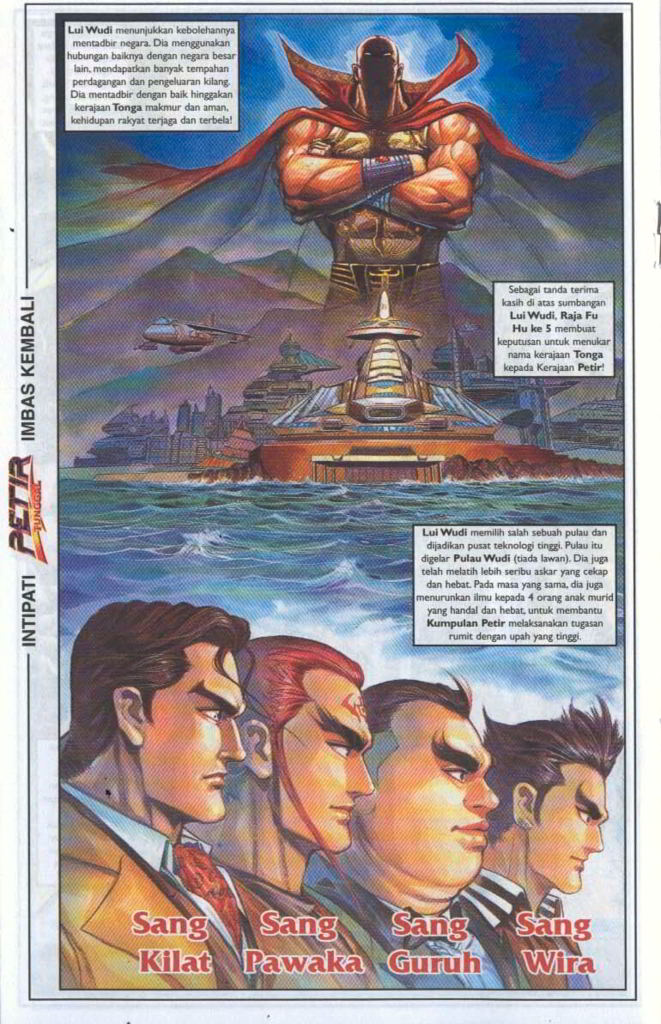 Lui Wudi menunjukkan kebolehannya
mentadbir negara. Dia menggunakan
hubungan baiknya dengan negara besar
lain, mendapatkan banyak tempahan
perdagangan dan pengeluaran kilang.
Dia mentadbir dengan baik hinggakan
kerajaan Tonga makmur dan aman,
kehidupan rakyat terjaga dan terbela!
Sebagai tanda terima
kasih di atas sumbangan
Lui Wudi, Raja Fu
Hu ke 5 membuat
keputusan untuk menukar
nama kerajaan Tonga
kepada Kerajaan Petir!
INTIPATI PETIR TUNGGAL IMBAS KEMBALI
Lui Wudi memilih salah sebuah pulau dan
dijadikan pusat teknologi tinggi. Pulau itu
digelar Pulau Wudi (tiada lawan). Dia juga
telah melatih lebih seribu askar yang cekap
dan hebat. Pada masa yang sama, dia juga
menurunkan ilmu kepada 4 orang anak murid
yang handal dan hebat, untuk membantu
Kumpulan Petir melaksanakan tugasan
rumit dengan upah yang tinggi.
Sang Sang Sang Sang
Kilat Pawaka Guruh Wira